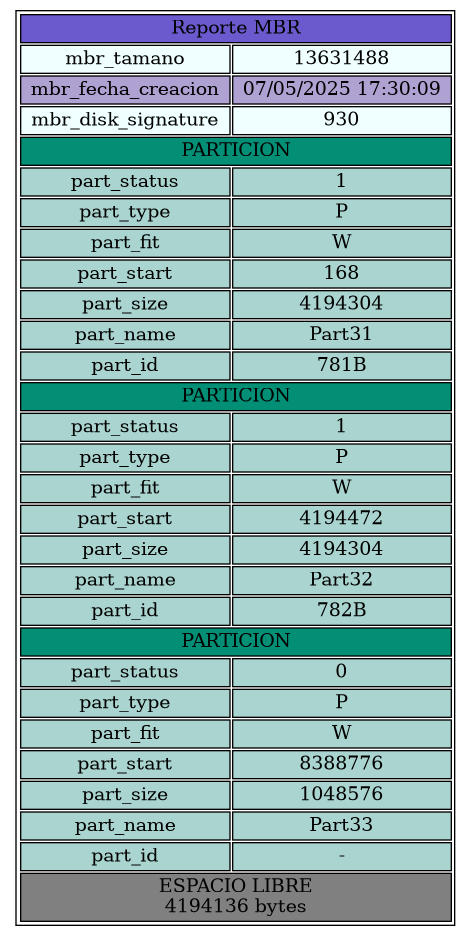 Reporte MBR
mbr_tamano 13631488
mbr_fecha_creacion 07/05/2025 17:30:09
mbr_disk_signature 930
PARTICION
part_status 1
part_type P
part_fit W
part_start 168
part_size 4194304
part_name Part31
part_id 781B
PARTICION
part_status 1
part_type P
part_fit W
part_start 4194472
part_size 4194304
part_name Part32
part_id 782B
PARTICION
part_status 0
part_type P
part_fit W
part_start 8388776
part_size 1048576
part_name Part33
part_id -
ESPACIO LIBRE
4194136 bytes